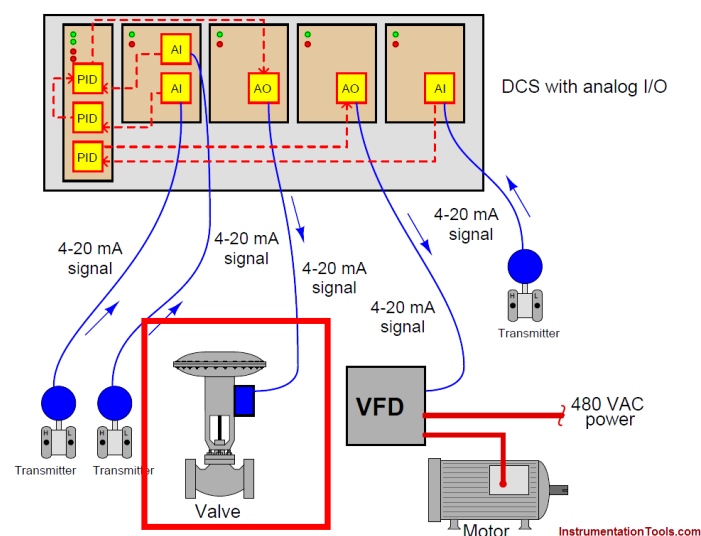 AI
PID
AI
AO
AO
AI
PID
PID
DCS with analog I/O
4-20 mA
signal
4-20 mA
signal
4-20 mA
signal
4-20 mA
signal
4-20 mA
signal
H L
Transmitter
H L
Transmitter
H L
Transmitter
Valve
VFD
480 VAC
power
Motor
InstrumentationTools.com